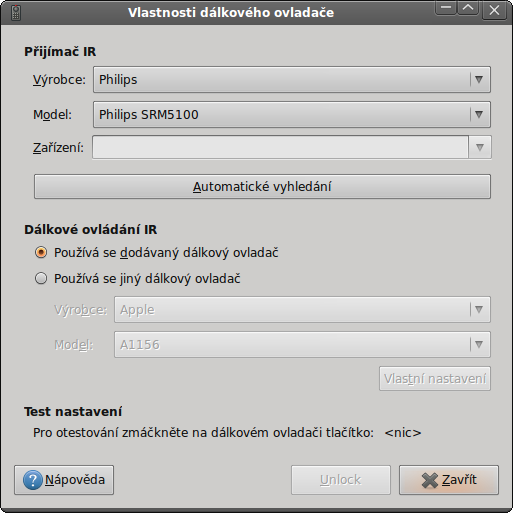 Vlastnosti dálkového ovladače
Přijímač IR
Výrobce: Philips
Model: Philips SRM5100
Zařízení:
Automatické vyhledání
Dálkové ovládání IR
Používá se dodávaný dálkový ovladač
Používá se jiný dálkový ovladač
Výrobce: Apple
Model: A1156
Vlastní nastavení
Test nastavení
Pro otestování zmáčkněte na dálkovém ovladači tlačítko: <nic>
Nápověda Unlock Zavřít